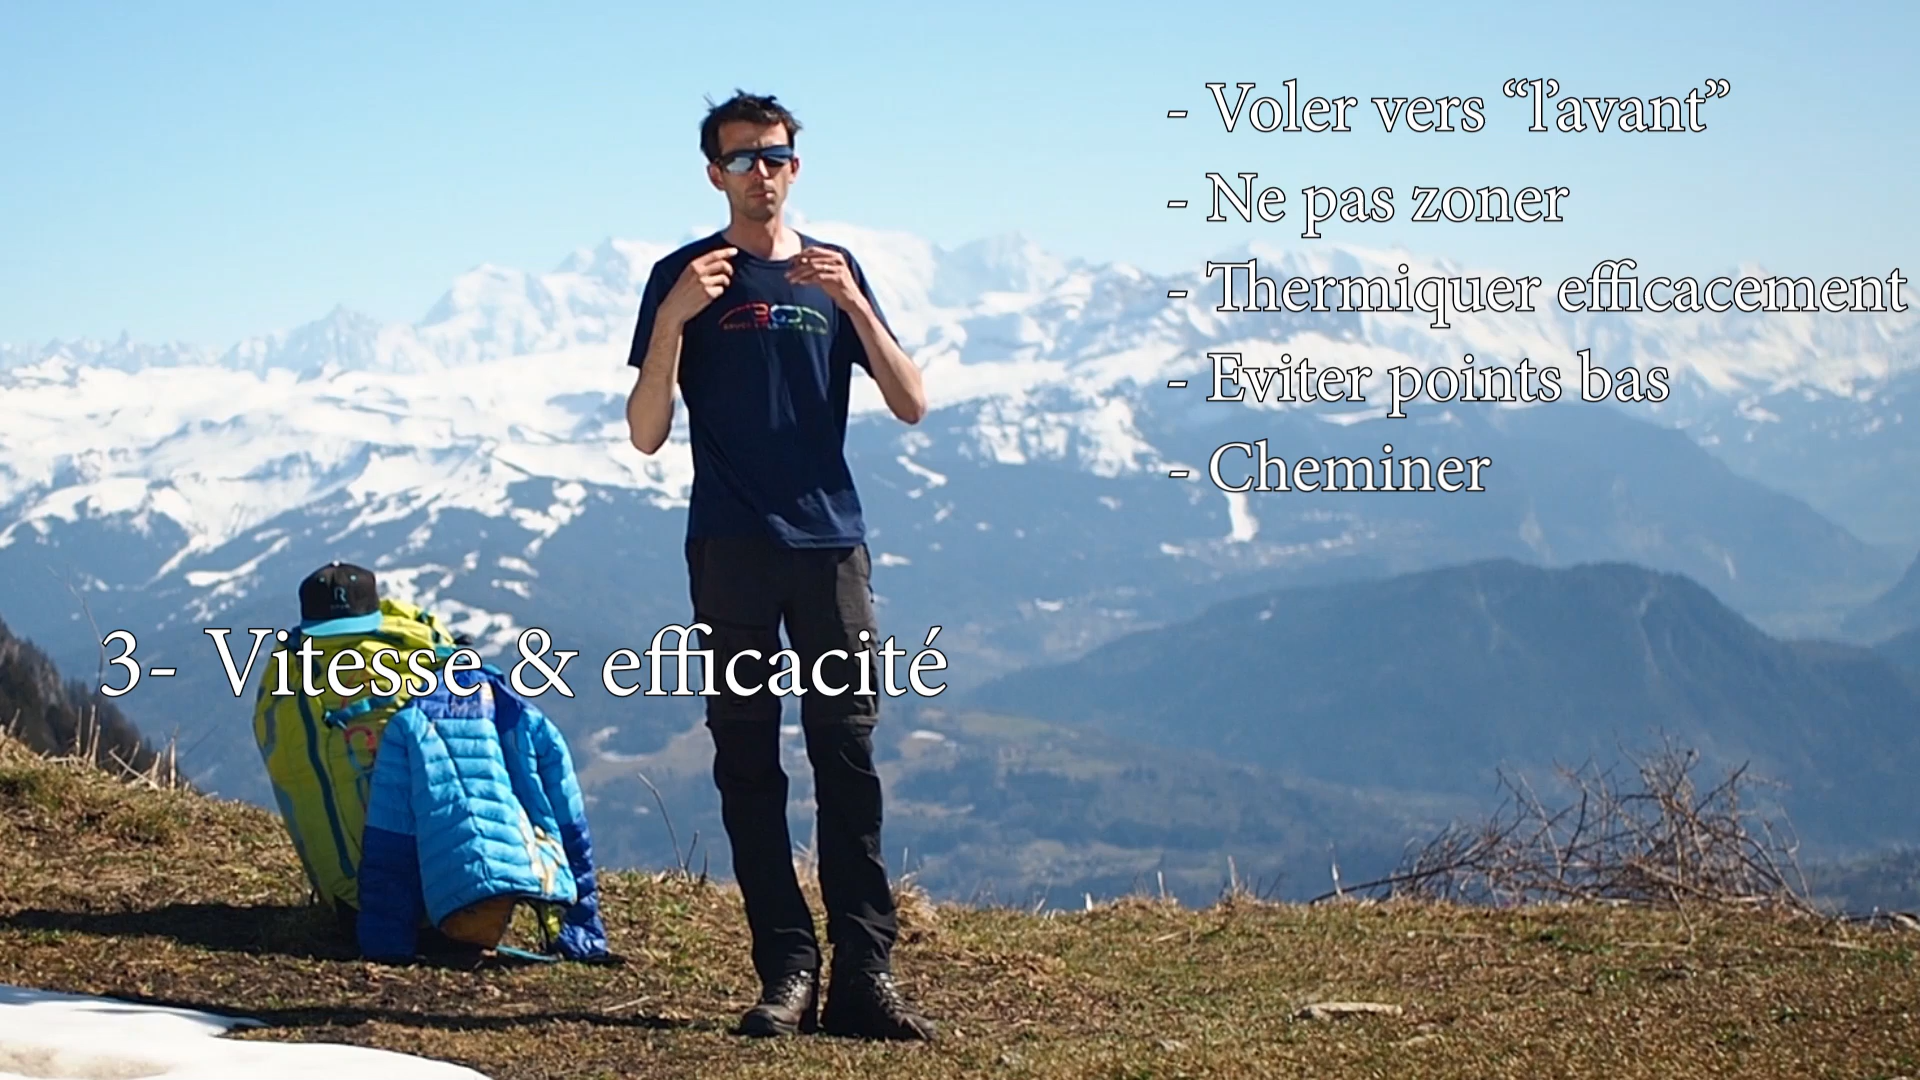 - Voler vers “l’avant”
- Ne pas zoner
- Thermiquer efficacement
- Eviter points bas
- Cheminer
3- Vitesse & efficacité